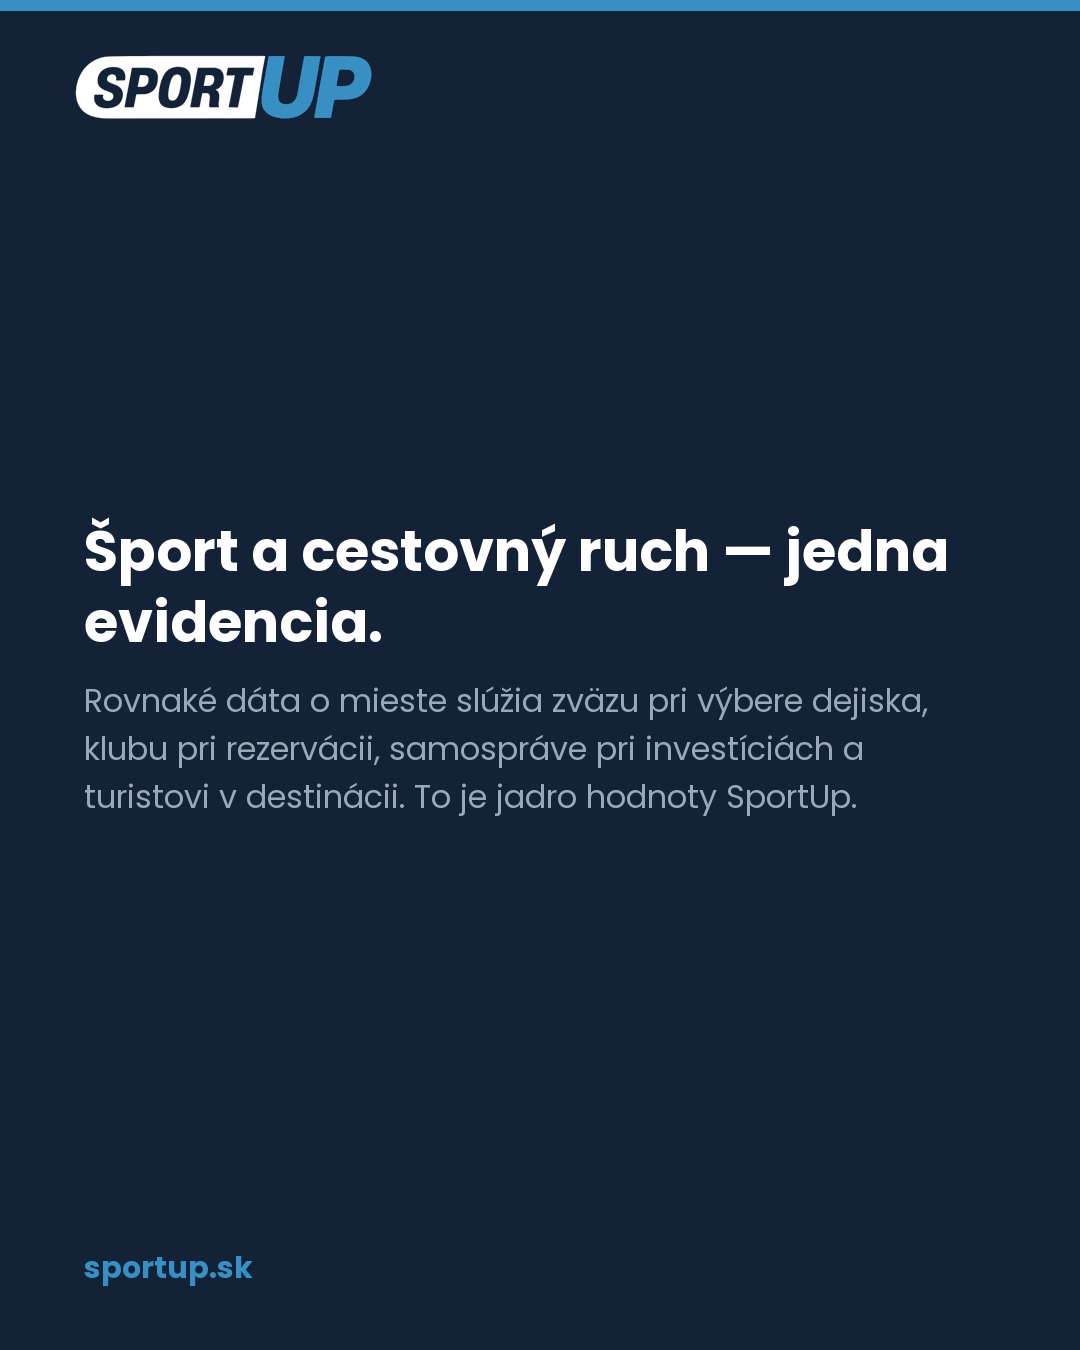 SPORTUP
Šport a cestovný ruch — jedna
evidencia.
Rovnaké dáta o mieste slúžia zväzu pri výbere dejiska,
klubu pri rezervácii, samospráve pri investíciách a
turistovi v destinácii. To je jadro hodnoty SportUp.
sportup.sk